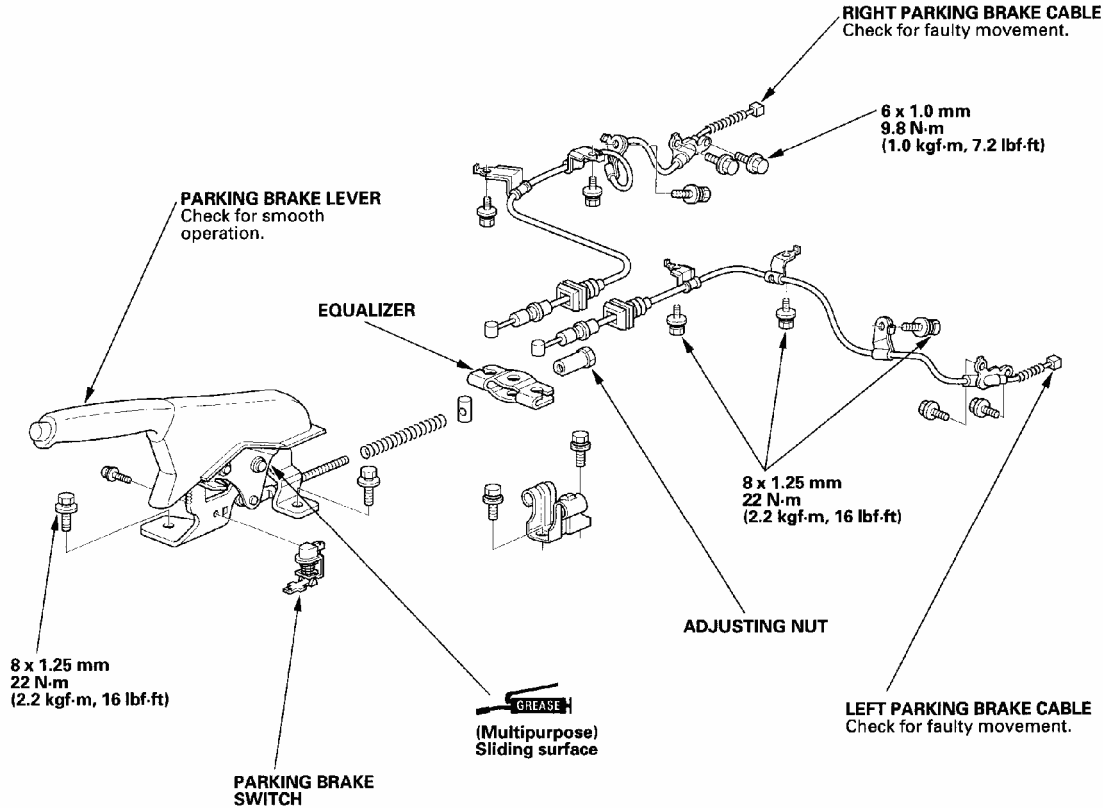 RIGHT PARKING BRAKE CABLE
Check for faulty movement.
6 x 1.0 mm
9.8 N·m
(1.0 kgf·m, 7.2 lbf·ft)
PARKING BRAKE LEVER
Check for smooth
operation.
EQUALIZER
8 x 1.25 mm
22 N·m
(2.2 kgf·m, 16 lbf·ft)
ADJUSTING NUT
8 x 1.25 mm
22 N·m
(2.2 kgf·m, 16 lbf·ft)
GREASE
(Multipurpose)
Sliding surface
LEFT PARKING BRAKE CABLE
Check for faulty movement.
PARKING BRAKE
SWITCH